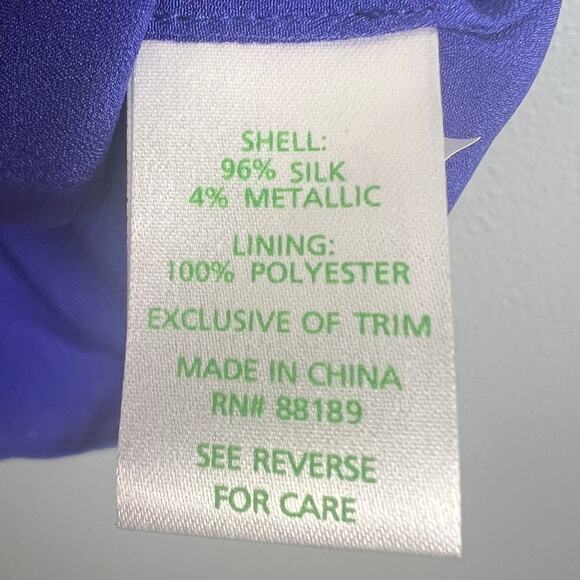 SHELL:
96% SILK
4% METALLIC
LINING:
100% POLYESTER
EXCLUSIVE OF TRIM
MADE IN CHINA
RN# 88189
SEE REVERSE
FOR CARE